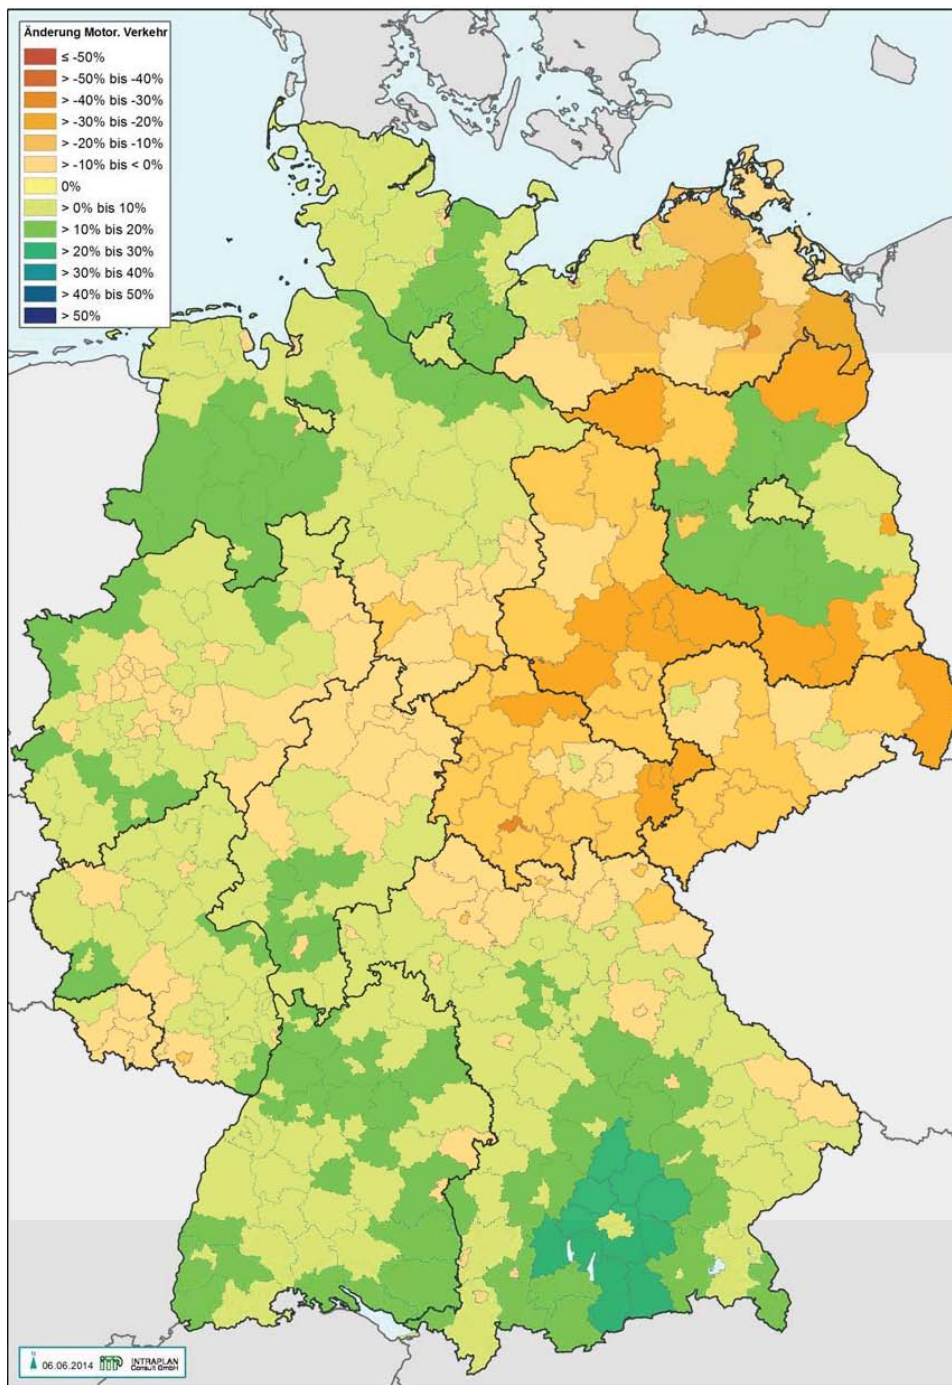 Änderung Motor. Verkehr
≤ -50%
> -50% bis -40%
> -40% bis -30%
> -30% bis -20%
> -20% bis -10%
> -10% bis < 0%
0%
> 0% bis 10%
> 10% bis 20%
> 20% bis 30%
> 30% bis 40%
> 40% bis 50%
> 50%
N
06.06.2014 itp INTRAPLAN
Consult GmbH